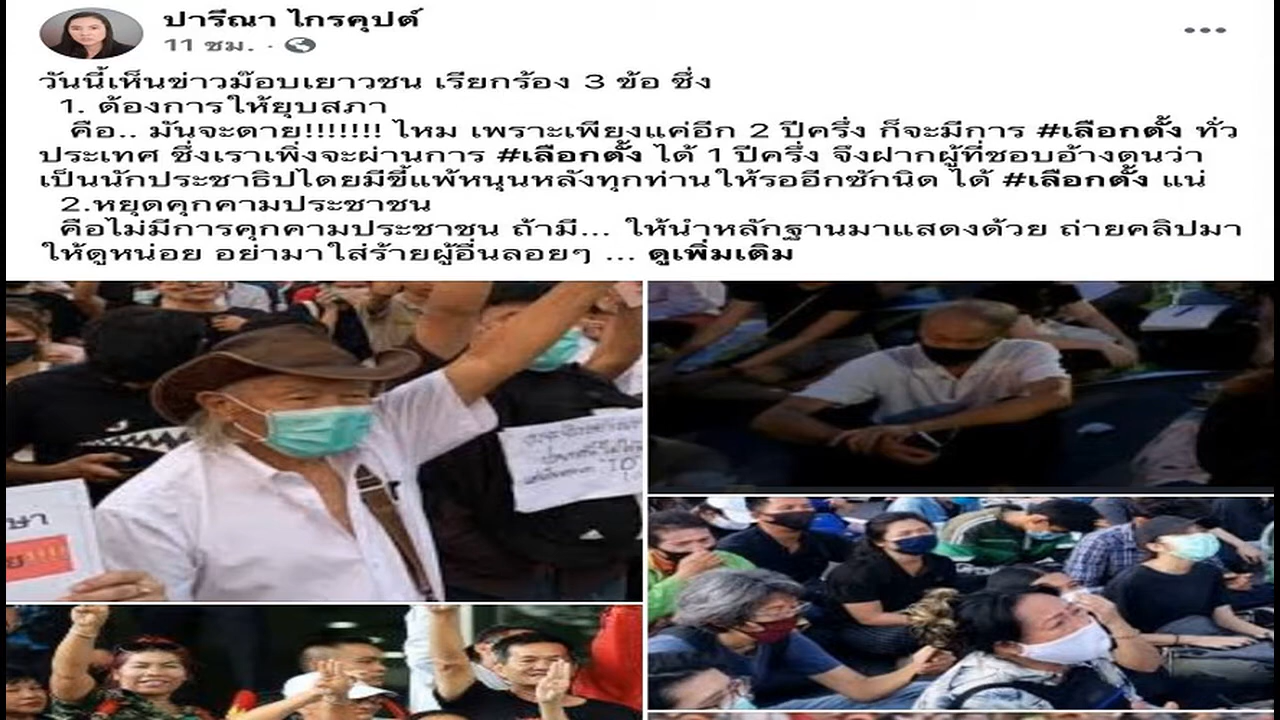 ปารีณา ไกรคุปต์
11 ชม. ·
วันนี้เห็นข่าวม๊อบเยาวชน เรียกร้อง 3 ข้อ ซึ่ง
1. ต้องการให้ยุบสภา
คือ.. มันจะตาย!!!!!!! ไหม เพราะเพียงแค่อีก 2 ปีครึ่ง ก็จะมีการ #เลือกตั้ง ทั่ว
ประเทศ ซึ่งเราเพิ่งจะผ่านการ #เลือกตั้ง ได้ 1 ปีครึ่ง จึงฝากผู้ที่ชอบอ้างตนว่า
เป็นนักประชาธิปไตยมีขี้แพ้หนุนหลังทุกท่านให้รออีกซักนิด ได้ #เลือกตั้ง แน่
2.หยุดคุกคามประชาชน
คือไม่มีการคุกคามประชาชน ถ้ามี... ให้นำหลักฐานมาแสดงด้วย ถ่ายคลิปมา
ให้ดูหน่อย อย่ามาใส่ร้ายผู้อื่นลอยๆ ... ดูเพิ่มเติม